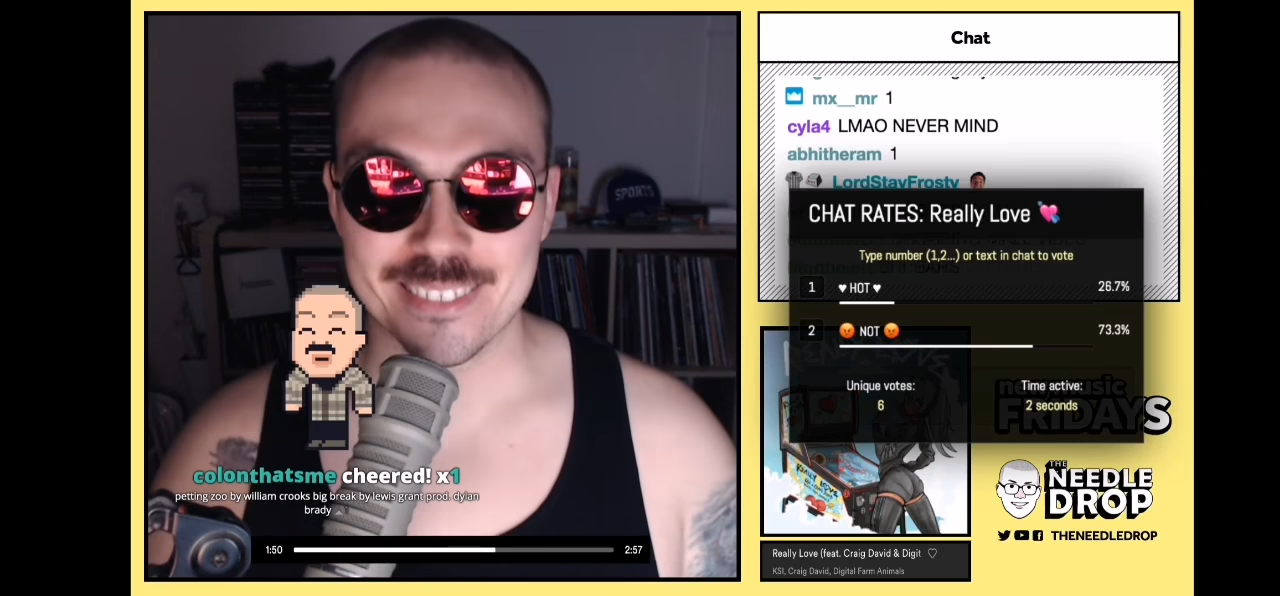 Chat
mx__mr 1
cyla4 LMAO NEVER MIND
abhitheram 1
LordStayFrosty
CHAT RATES: Really Love 💘
Type number (1,2...) or text in chat to vote
1 ♥ HOT ♥ 26.7%
2 😡 NOT 😡 73.3%
Unique votes: Time active:
6 2 seconds
SPORTS
new music
FRIDAYS
REALLY LOVE
colonthatsme cheered! x1
petting zoo by william crooks big break by lewis grant prod. dylan
brady
1:50 2:57
THE
NEEDLE
DROP
THENEEDLEDROP
Really Love (feat. Craig David & Digit ♡
KSI, Craig David, Digital Farm Animals